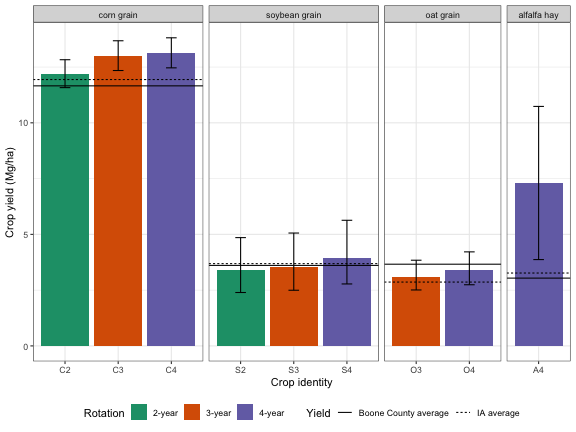 corn grain
soybean grain
oat grain
alfalfa hay
Crop yield (Mg/ha)
10
5
0
C2 C3 C4 S2 S3 S4 O3 O4 A4
Crop identity
Rotation 2-year 3-year 4-year Yield Boone County average IA average